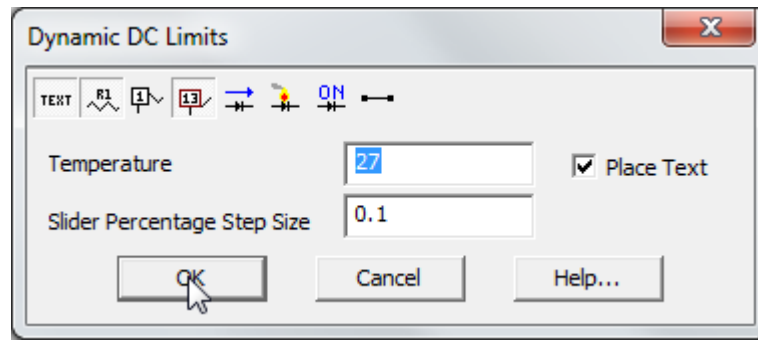 Dynamic DC Limits
TEXT R1 1 13 ON
Temperature 27 Place Text
Slider Percentage Step Size 0.1
OK Cancel Help...